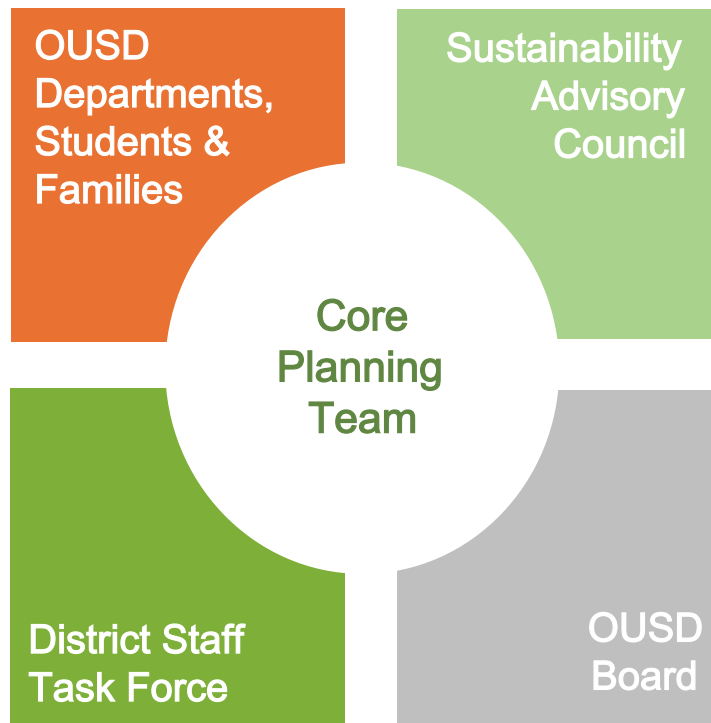 OUSD
Departments,
Students &
Families
Sustainability
Advisory
Council
Core
Planning
Team
District Staff
Task Force
OUSD
Board